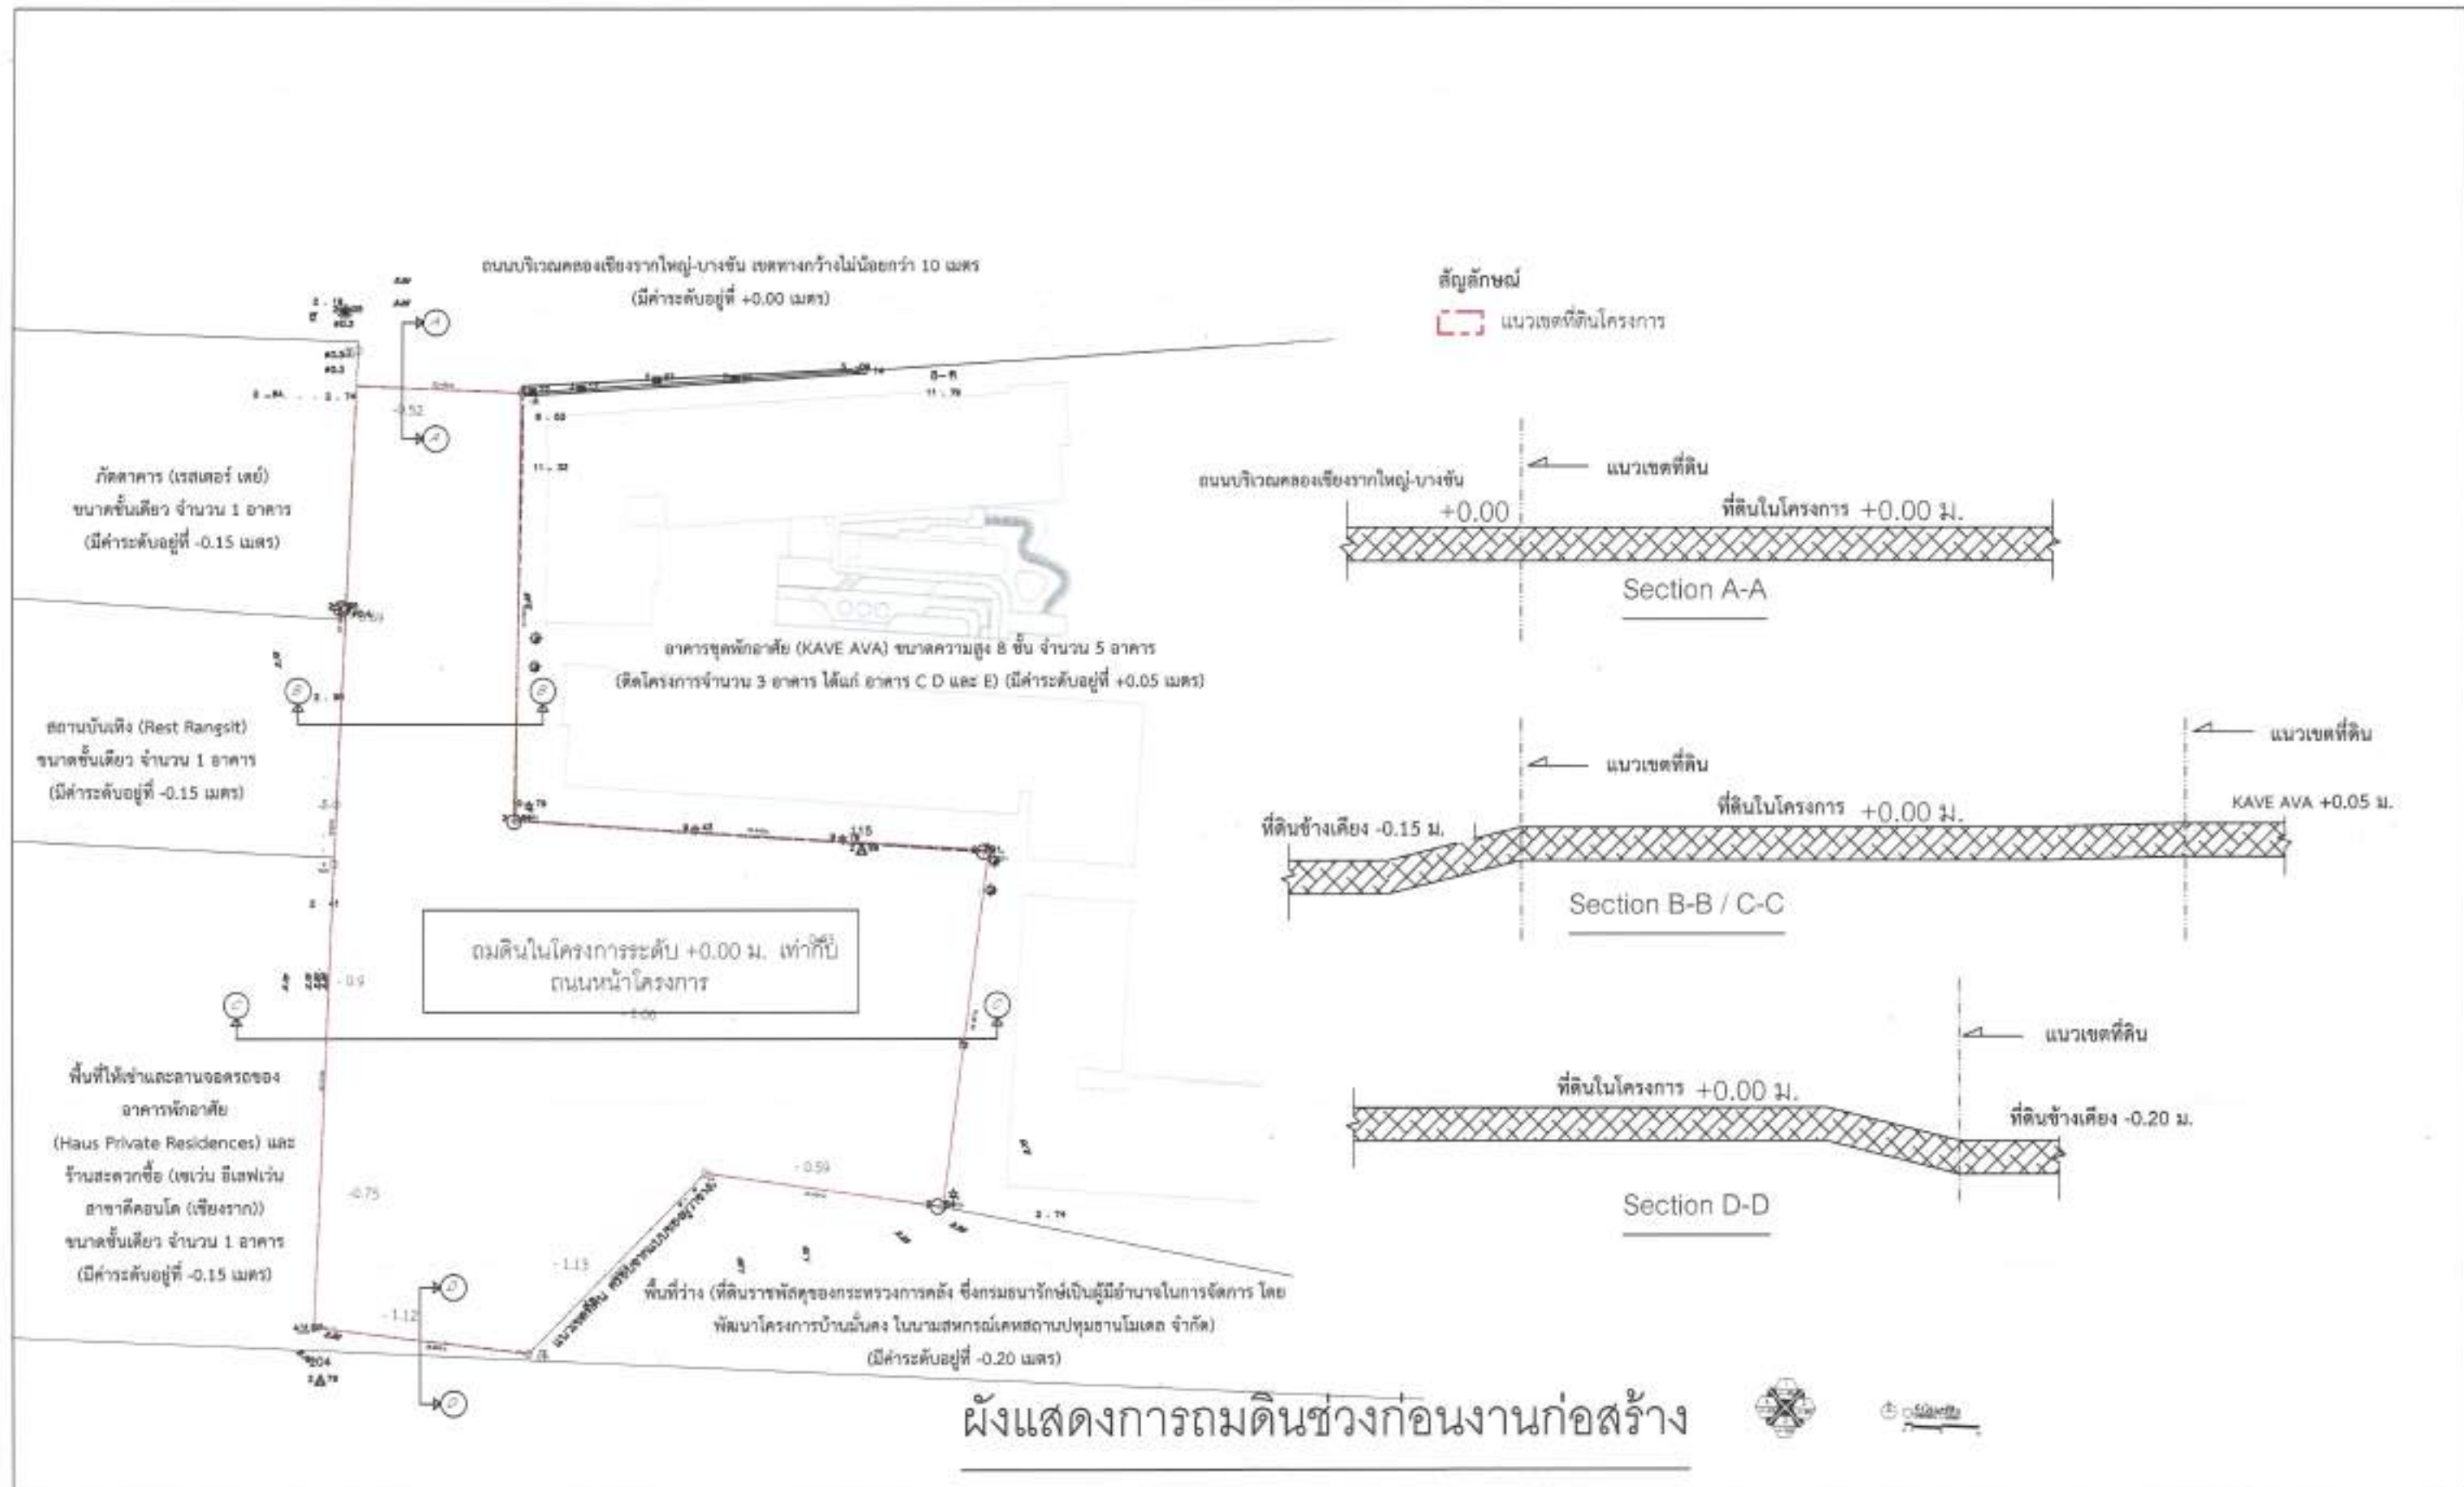 ถนนบริเวณคลองเชียงรากใหญ่-บางขัน เขตทางกว้างไม่น้อยกว่า 10 เมตร
(มีค่าระดับอยู่ที่ +0.00 เมตร)
สัญลักษณ์
แนวเขตที่ดินโครงการ
A
A
-0.52
11 . 32
ภัตตาคาร (เรสเตอร์ เดย์)
ขนาดชั้นเดียว จำนวน 1 อาคาร
(มีค่าระดับอยู่ที่ -0.15 เมตร)
อาคารชุดพักอาศัย (KAVE AVA) ขนาดความสูง 8 ชั้น จำนวน 5 อาคาร
(ติดโครงการจำนวน 3 อาคาร ได้แก่ อาคาร C D และ E) (มีค่าระดับอยู่ที่ +0.05 เมตร)
B
B
สถานบันเทิง (Rest Rangsit)
ขนาดชั้นเดียว จำนวน 1 อาคาร
(มีค่าระดับอยู่ที่ -0.15 เมตร)
115
ถมดินในโครงการระดับ +0.00 ม. เท่ากับ
ถนนหน้าโครงการ
- 0.9
C
C
- 1.06
พื้นที่ให้เช่าและลานจอดรถของ
อาคารพักอาศัย
(Haus Private Residences) และ
ร้านสะดวกซื้อ (เซเว่น อีเลฟเว่น
สาขาดีคอนโด (เชียงราก))
ขนาดชั้นเดียว จำนวน 1 อาคาร
(มีค่าระดับอยู่ที่ -0.15 เมตร)
-0.75
- 0.59
2 . 74
- 1.13
- 1.12
D
D
204
พื้นที่ว่าง (ที่ดินราชพัสดุของกระทรวงการคลัง ซึ่งกรมธนารักษ์เป็นผู้มีอำนาจในการจัดการ โดย
พัฒนาโครงการบ้านมั่นคง ในนามสหกรณ์เคหสถานปทุมธานโมเดล จำกัด)
(มีค่าระดับอยู่ที่ -0.20 เมตร)
แนวเขตที่ดิน
ถนนบริเวณคลองเชียงรากใหญ่-บางขัน
+0.00
ที่ดินในโครงการ +0.00 ม.
Section A-A
แนวเขตที่ดิน
แนวเขตที่ดิน
ที่ดินข้างเคียง -0.15 ม.
ที่ดินในโครงการ +0.00 ม.
KAVE AVA +0.05 ม.
Section B-B / C-C
แนวเขตที่ดิน
ที่ดินในโครงการ +0.00 ม.
ที่ดินข้างเคียง -0.20 ม.
Section D-D
ผังแสดงการถมดินช่วงก่อนงานก่อสร้าง